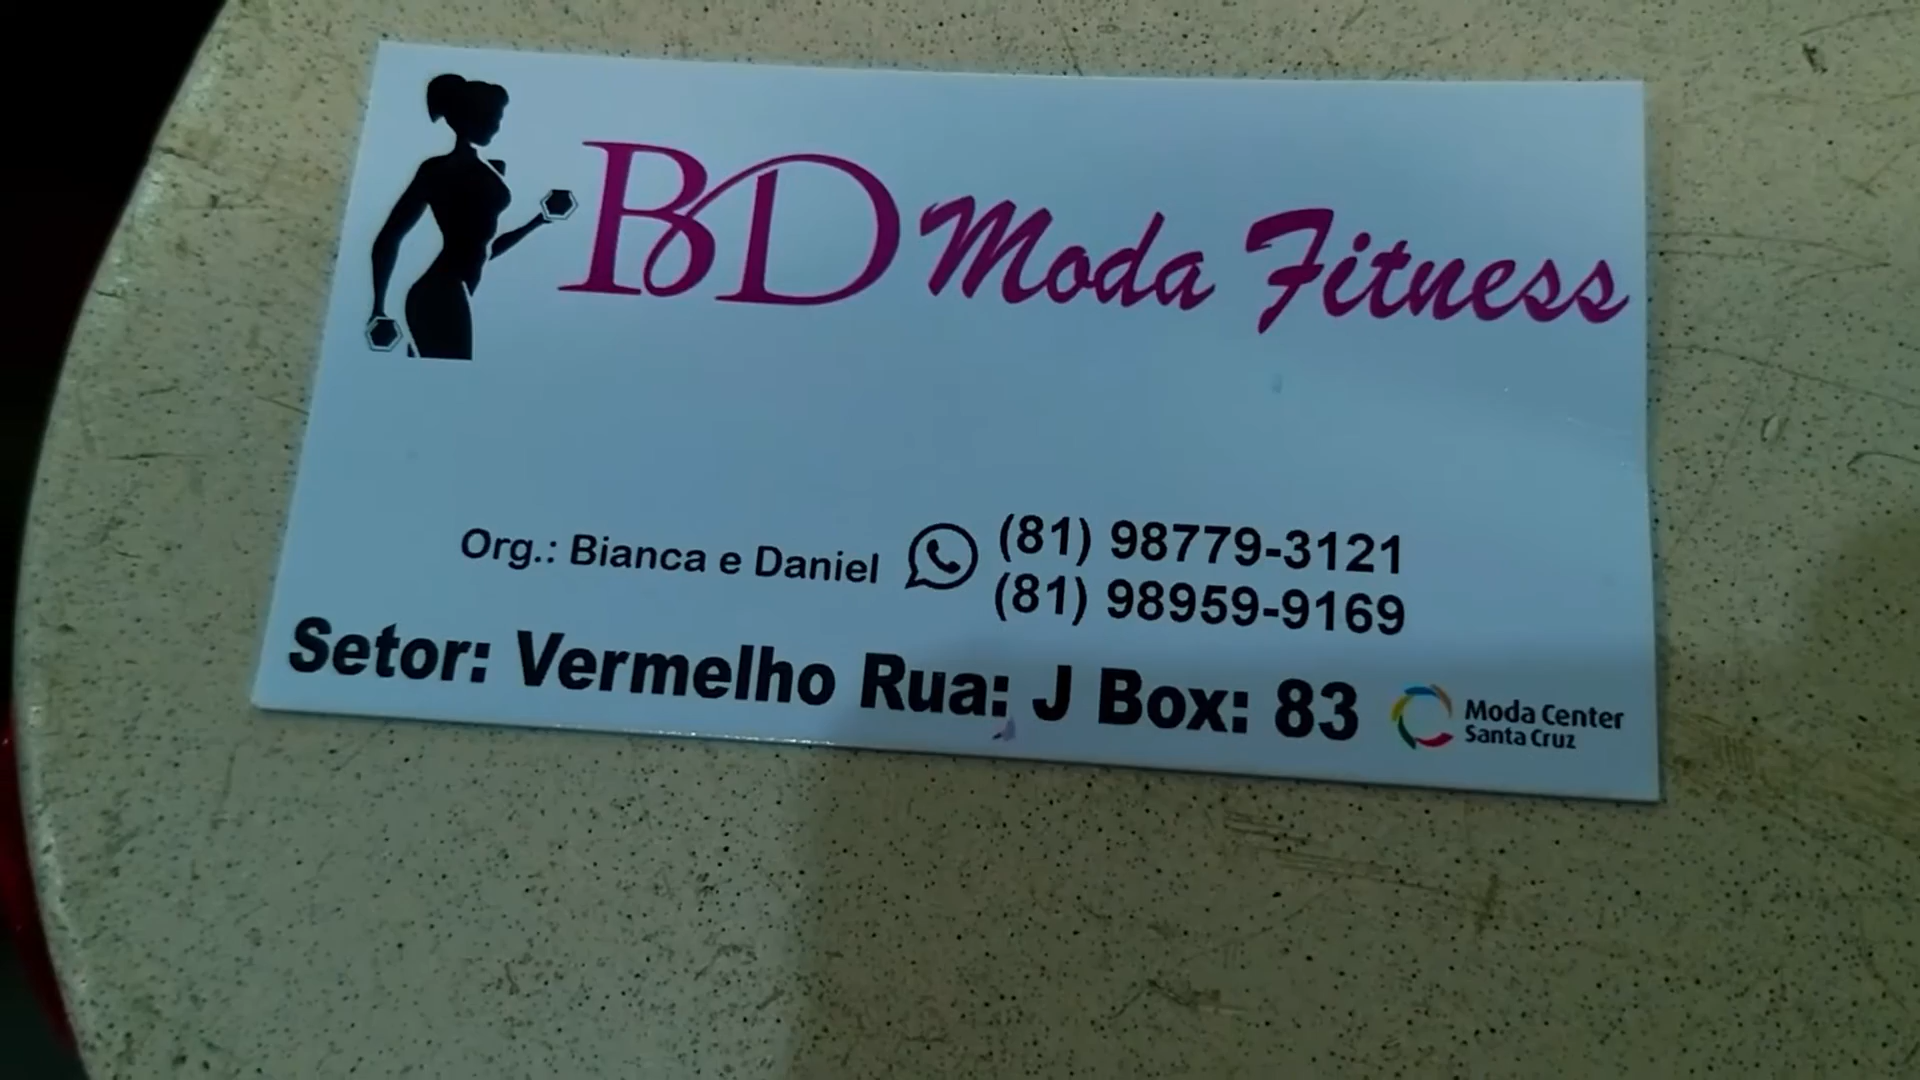 BD Moda Fitness
Org.: Bianca e Daniel (81) 98779-3121
(81) 98959-9169
Setor: Vermelho Rua: J Box: 83
Moda Center
Santa Cruz